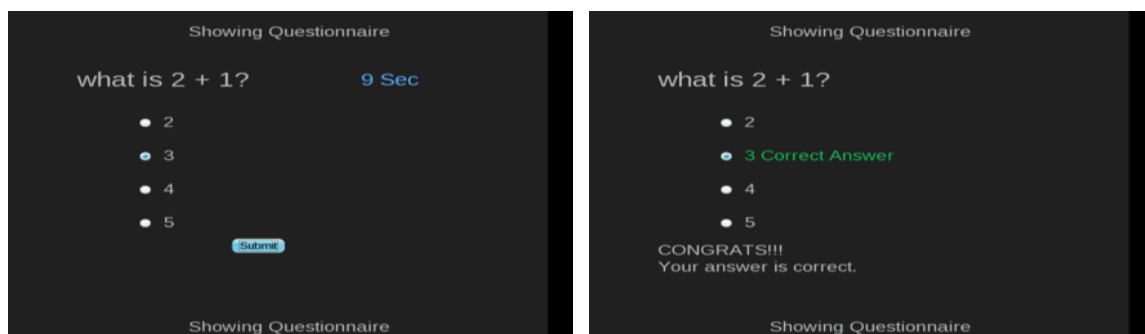 Showing Questionnaire
what is 2 + 1? 9 Sec
2
3
4
5
Submit
Showing Questionnaire
Showing Questionnaire
what is 2 + 1?
2
3 Correct Answer
4
5
CONGRATS!!!
Your answer is correct.
Showing Questionnaire